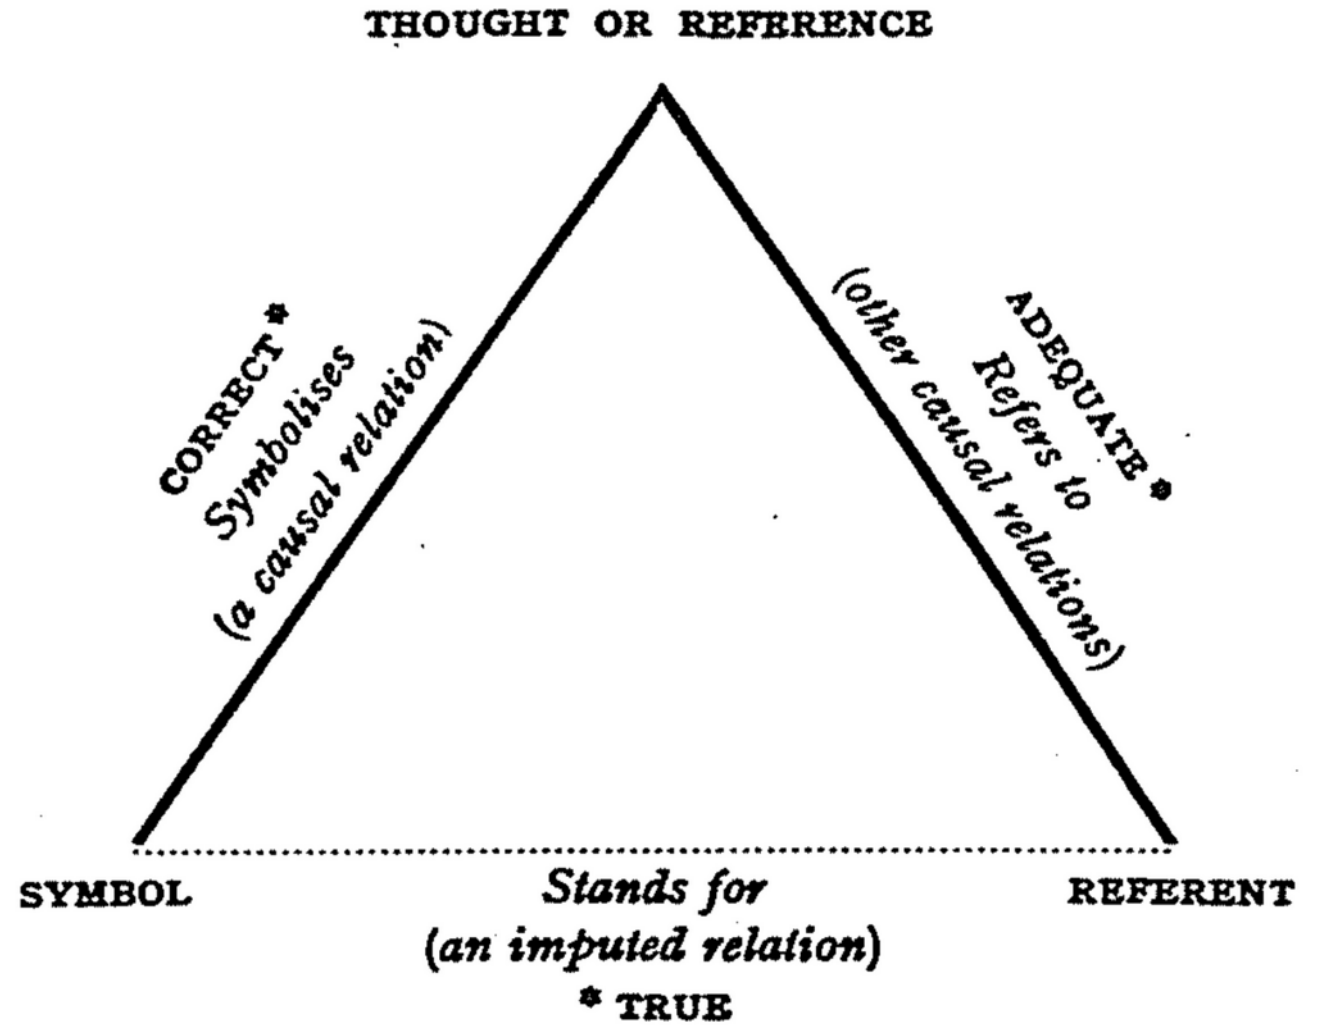 THOUGHT OR REFERENCE
CORRECT*
Symbolises
(a causal relation)
ADEQUATE*
Refers to
(other causal relations)
SYMBOL
Stands for
(an imputed relation)
* TRUE
REFERENT